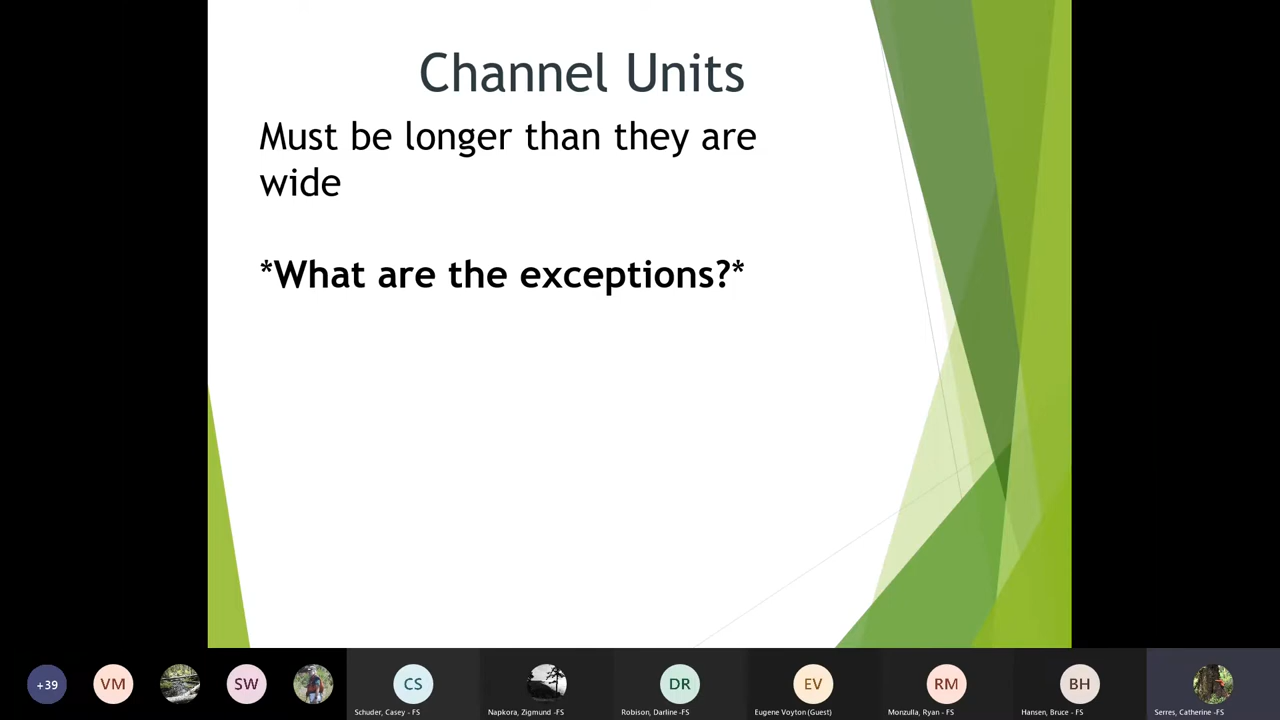 Channel Units
Must be longer than they are
wide
*What are the exceptions?*
+39
VM
SW
CS
DR
EV
RM
BH
Schuder, Casey - FS
Napkora, Zigmund -FS
Robison, Darline -FS
Eugene Voyton (Guest)
Monzulla, Ryan - FS
Hansen, Bruce - FS
Serres, Catherine -FS